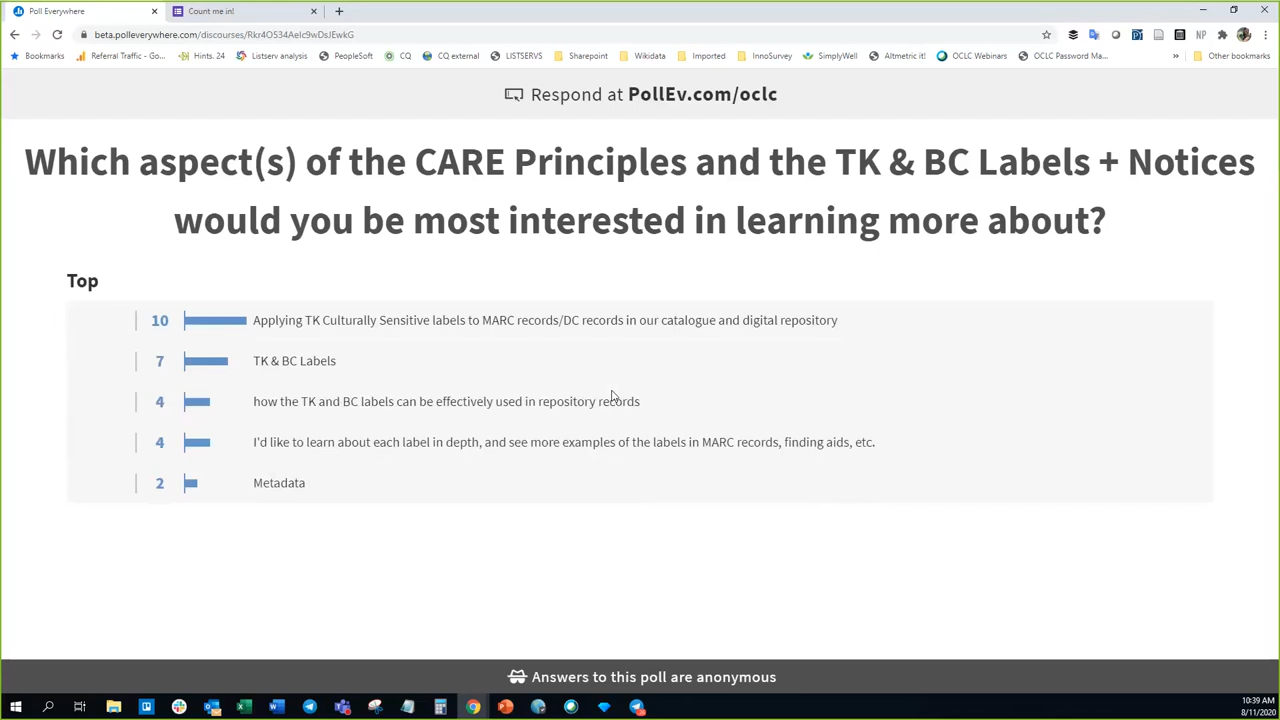 Poll Everywhere
Count me in!
beta.polleverywhere.com/discourses/Rkr4O534AeIc9wDsJEwkG
Bookmarks
Referral Traffic - Go...
Hints. 24
Listserv analysis
PeopleSoft
CQ
CQ external
LISTSERVS
Sharepoint
Wikidata
Imported
InnoSurvey
SimplyWell
Altmetric it!
OCLC Webinars
OCLC Password Ma...
Other bookmarks
Respond at PollEv.com/oclc
Which aspect(s) of the CARE Principles and the TK & BC Labels + Notices
would you be most interested in learning more about?
Top
10 Applying TK Culturally Sensitive labels to MARC records/DC records in our catalogue and digital repository
7 TK & BC Labels
4 how the TK and BC labels can be effectively used in repository records
4 I'd like to learn about each label in depth, and see more examples of the labels in MARC records, finding aids, etc.
2 Metadata
Answers to this poll are anonymous
10:39 AM
8/11/2020